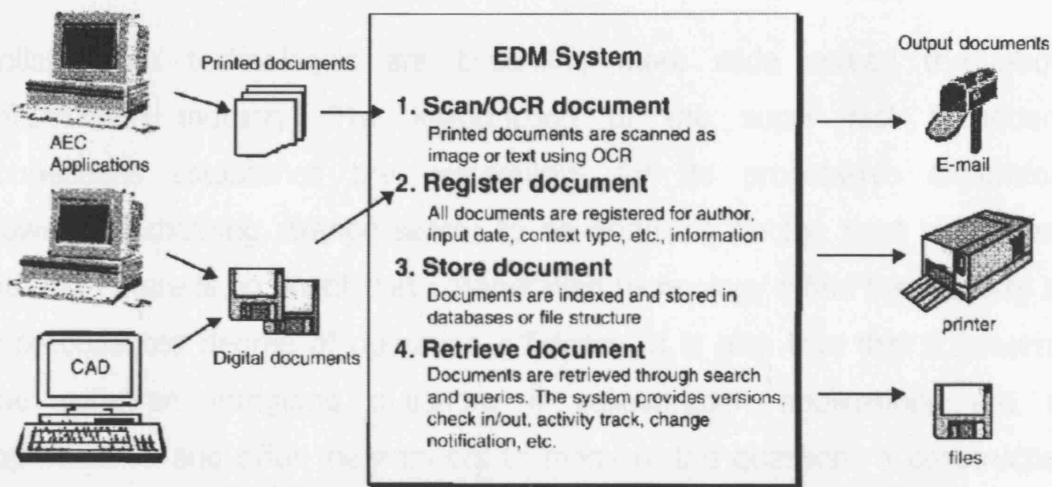 Printed documents
AEC
Applications
CAD
Digital documents
EDM System
1. Scan/OCR document
Printed documents are scanned as
image or text using OCR
2. Register document
All documents are registered for author,
input date, context type, etc., information
3. Store document
Documents are indexed and stored in
databases or file structure
4. Retrieve document
Documents are retrieved through search
and queries. The system provides versions,
check in/out, activity track, change
notification, etc.
Output documents
E-mail
printer
files